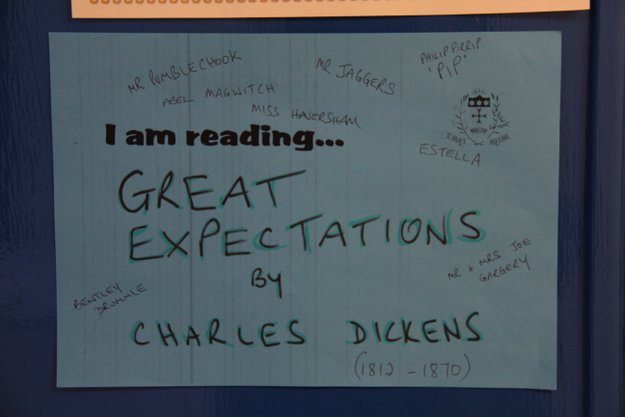 MR PUMBLECHOOK
MR JAGGERS
PHILIP PIRRIP
"PIP"
ABEL MAGWITCH
MISS HAVERSHAM
I am reading...
ESTELLA
GREAT
EXPECTATIONS
BY
MR + MRS JOE
GARGERY
BENTLEY
DRUMMLE
CHARLES DICKENS
(1812 - 1870)